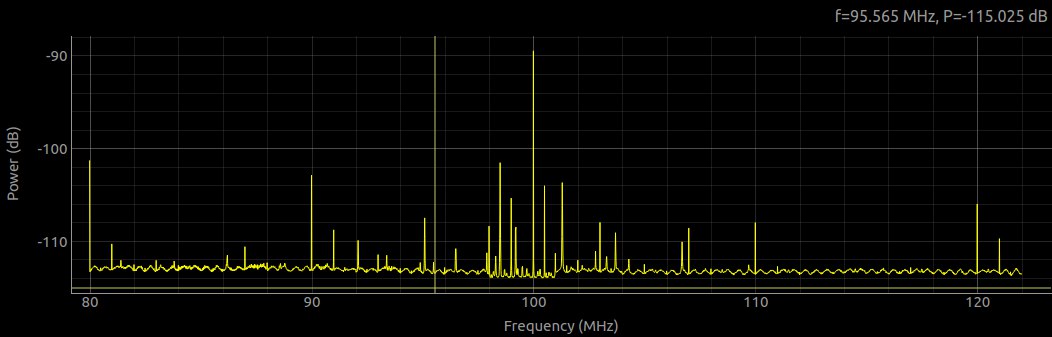 f=95.565 MHz, P=-115.025 dB
-90
-100
-110
Power (dB)
80 90 100 110 120
Frequency (MHz)